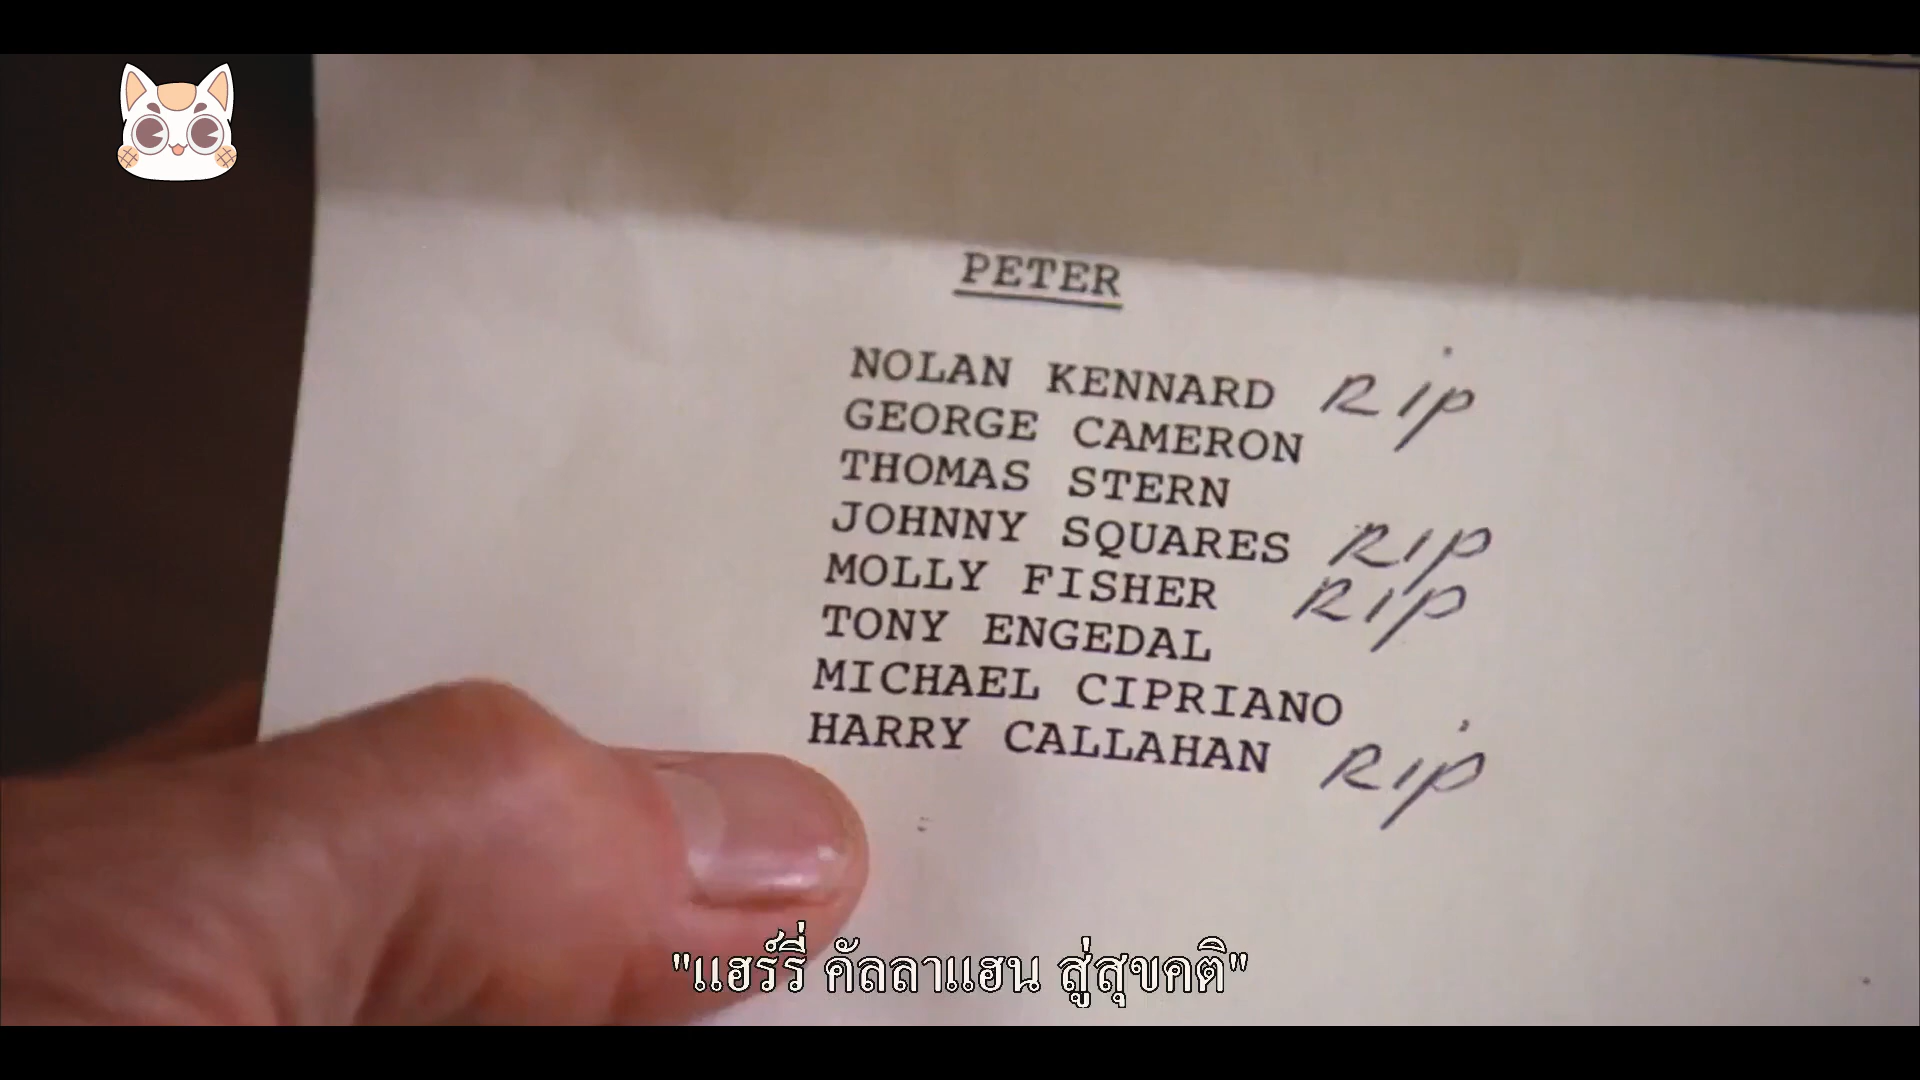 PETER
NOLAN KENNARD RIP
GEORGE CAMERON
THOMAS STERN
JOHNNY SQUARES RIP
MOLLY FISHER RIP
TONY ENGEDAL
MICHAEL CIPRIANO
HARRY CALLAHAN RIP
"แฮร์รี่ คัลลาแฮน สู่สุขคติ"